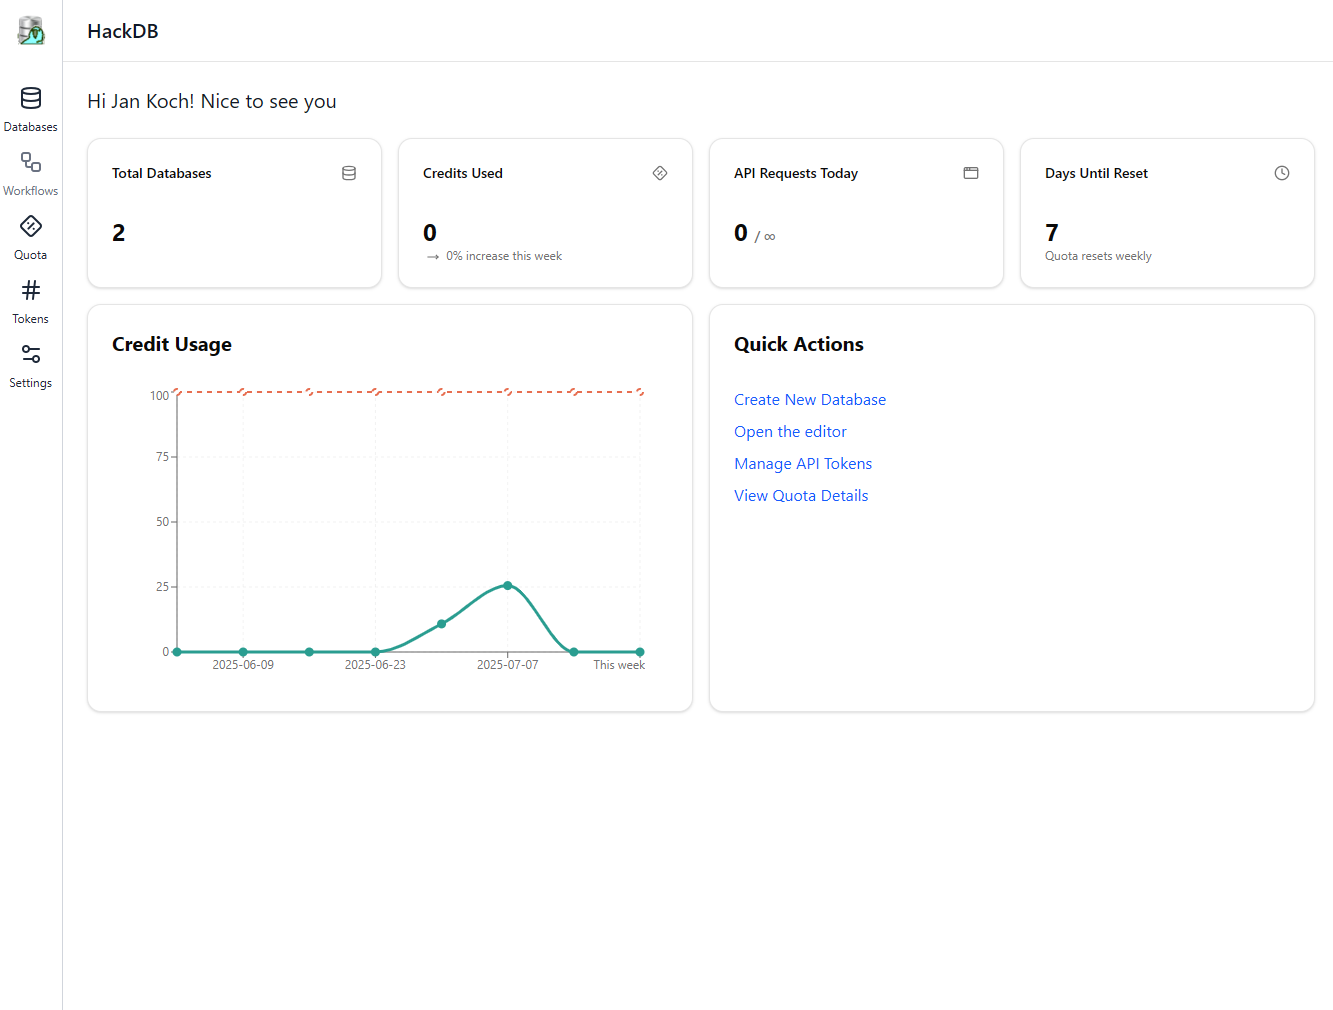 HackDB
Databases
Workflows
Quota
Tokens
Settings
Hi Jan Koch! Nice to see you
Total Databases
2
Credits Used
0
→ 0% increase this week
API Requests Today
0 / ∞
Days Until Reset
7
Quota resets weekly
Credit Usage
100
75
50
25
0
2025-06-09 2025-06-23 2025-07-07 This week
Quick Actions
Create New Database
Open the editor
Manage API Tokens
View Quota Details